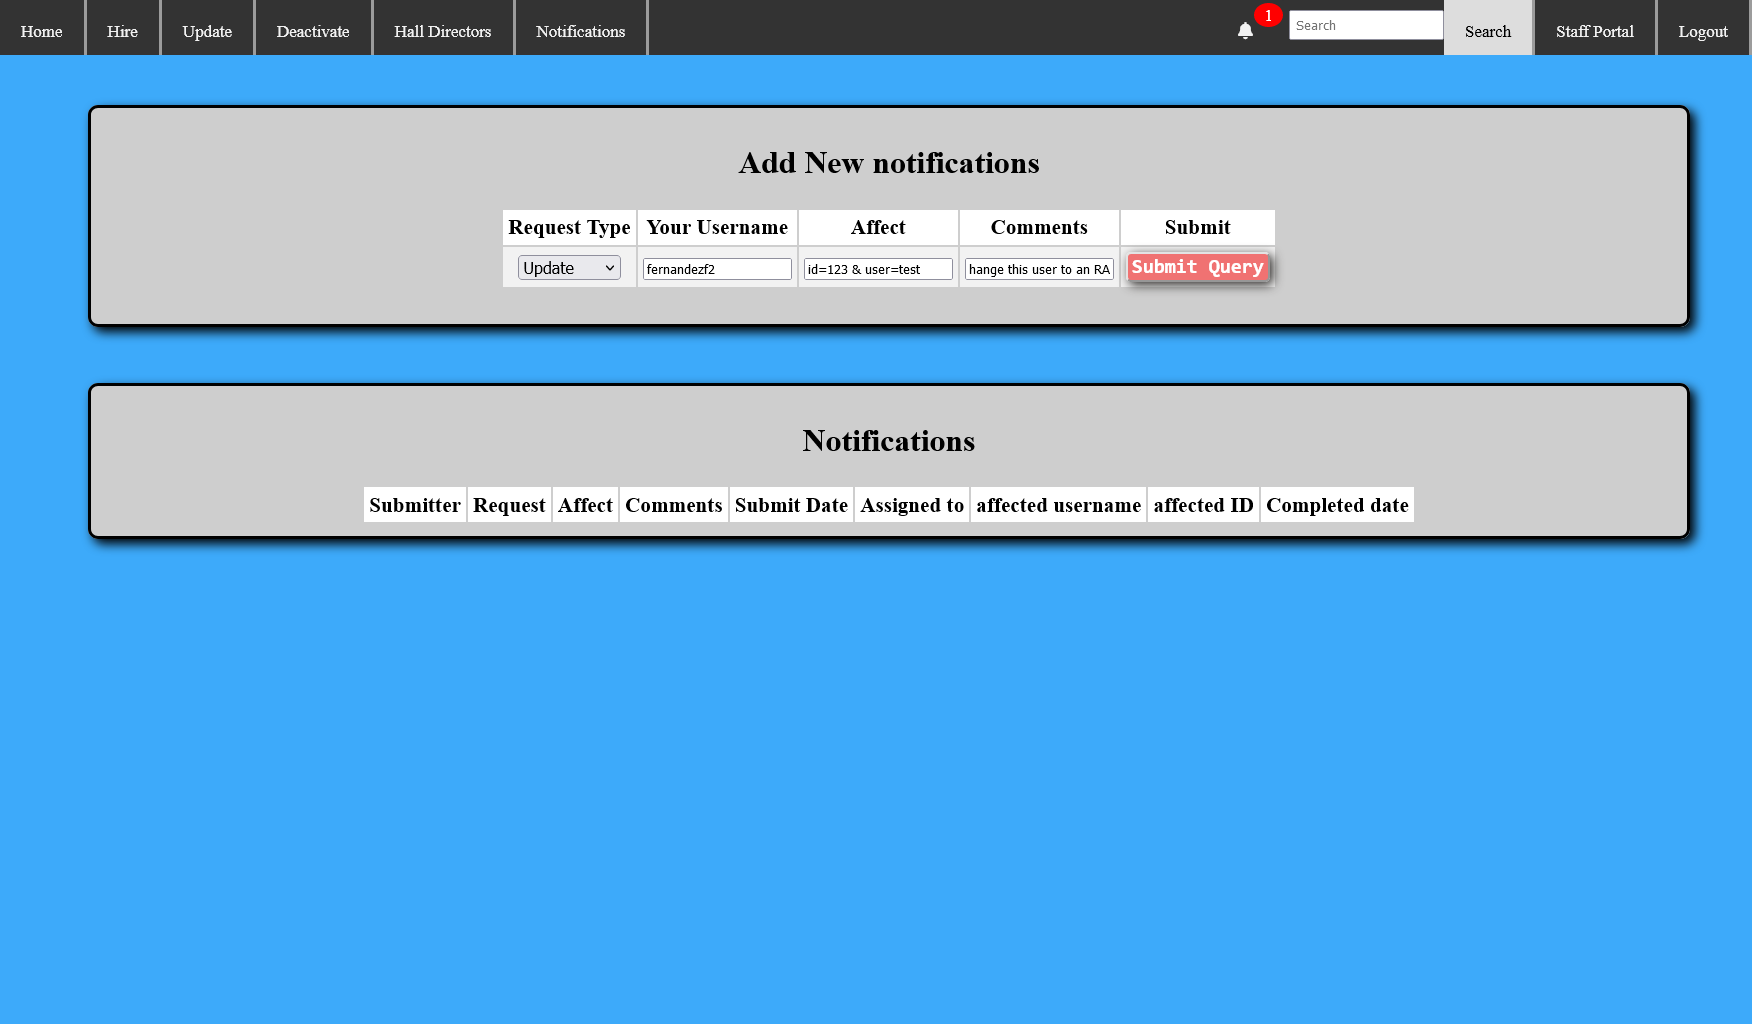 Home Hire Update Deactivate Hall Directors Notifications 1 Search Search Staff Portal Logout
Add New notifications
Request Type Your Username Affect Comments Submit
Update fernandezf2 id=123 & user=test hange this user to an RA Submit Query
Notifications
Submitter Request Affect Comments Submit Date Assigned to affected username affected ID Completed date